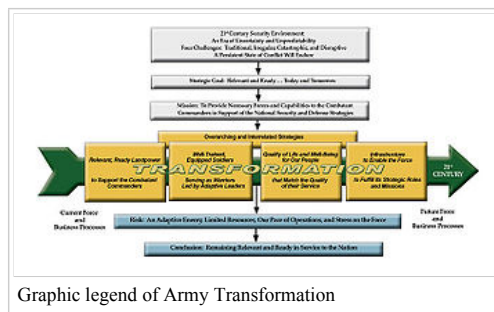 21st Century Security Environment:
An Era of Uncertainty and Unpredictability
Four Challenges: Traditional, Irregular, Catastrophic, and Disruptive
A Persistent State of Conflict Will Endure
Strategic Goal: Relevant and Ready... Today and Tomorrow
Mission: To Provide Necessary Forces and Capabilities to the Combatant
Commanders in Support of the National Security and Defense Strategies
Overarching and Interrelated Strategies
Relevant, Ready Landpower
to Support the Combatant
Commanders
Well Trained,
Equipped Soldiers
Serving as Warriors
Led by Adaptive Leaders
Quality of Life and Well-Being
for Our People
that Match the Quality
of their Service
Infrastructure
to Enable the Force
to Fulfill its Strategic Roles
and Missions
TRANSFORMATION
21st
CENTURY
Current Force
and
Business Processes
Future Force
and
Business Processes
Risk: An Adaptive Enemy, Limited Resources, Our Pace of Operations, and Stress on the Force
Conclusion: Remaining Relevant and Ready in Service to the Nation
Graphic legend of Army Transformation